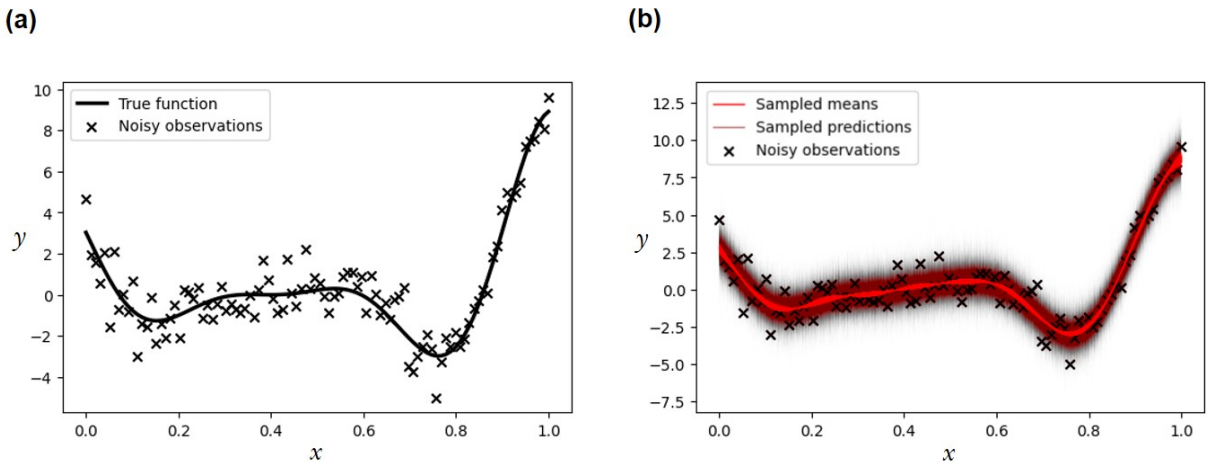 (a)
True function
Noisy observations
10
8
6
4
2
0
−2
−4
y
0.0 0.2 0.4 0.6 0.8 1.0
x
(b)
Sampled means
Sampled predictions
Noisy observations
12.5
10.0
7.5
5.0
2.5
0.0
−2.5
−5.0
−7.5
y
0.0 0.2 0.4 0.6 0.8 1.0
x